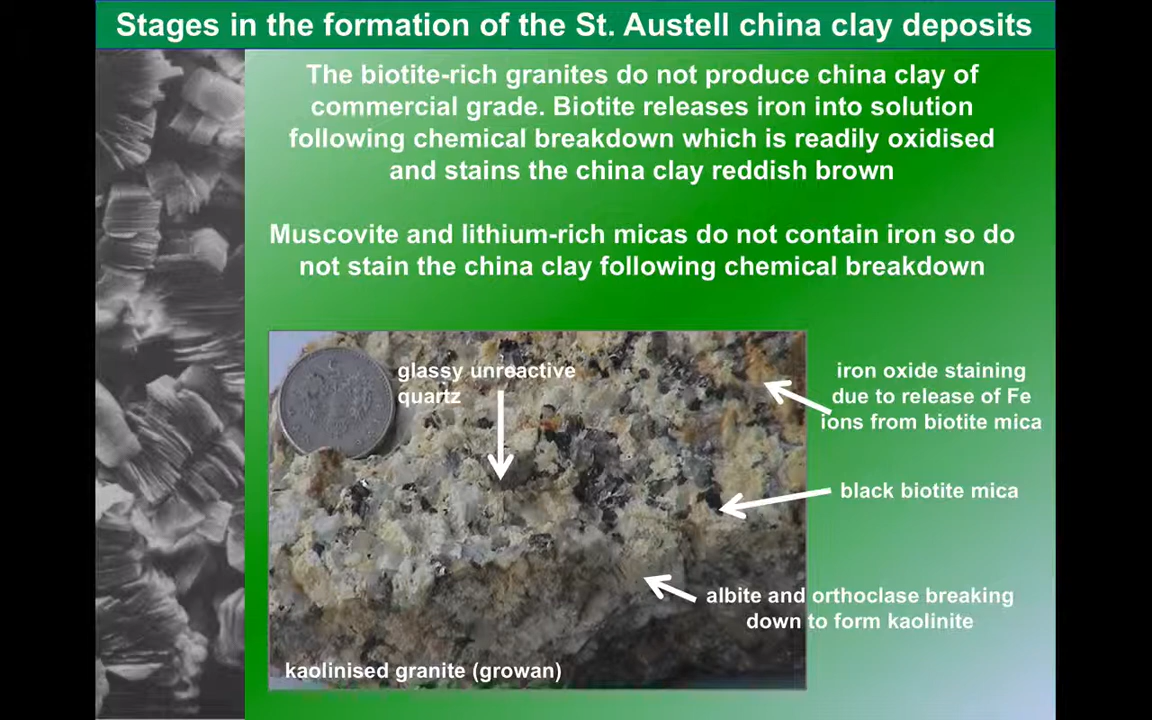 Stages in the formation of the St. Austell china clay deposits
The biotite-rich granites do not produce china clay of
commercial grade. Biotite releases iron into solution
following chemical breakdown which is readily oxidised
and stains the china clay reddish brown
Muscovite and lithium-rich micas do not contain iron so do
not stain the china clay following chemical breakdown
glassy unreactive
quartz
iron oxide staining
due to release of Fe
ions from biotite mica
black biotite mica
albite and orthoclase breaking
down to form kaolinite
kaolinised granite (growan)